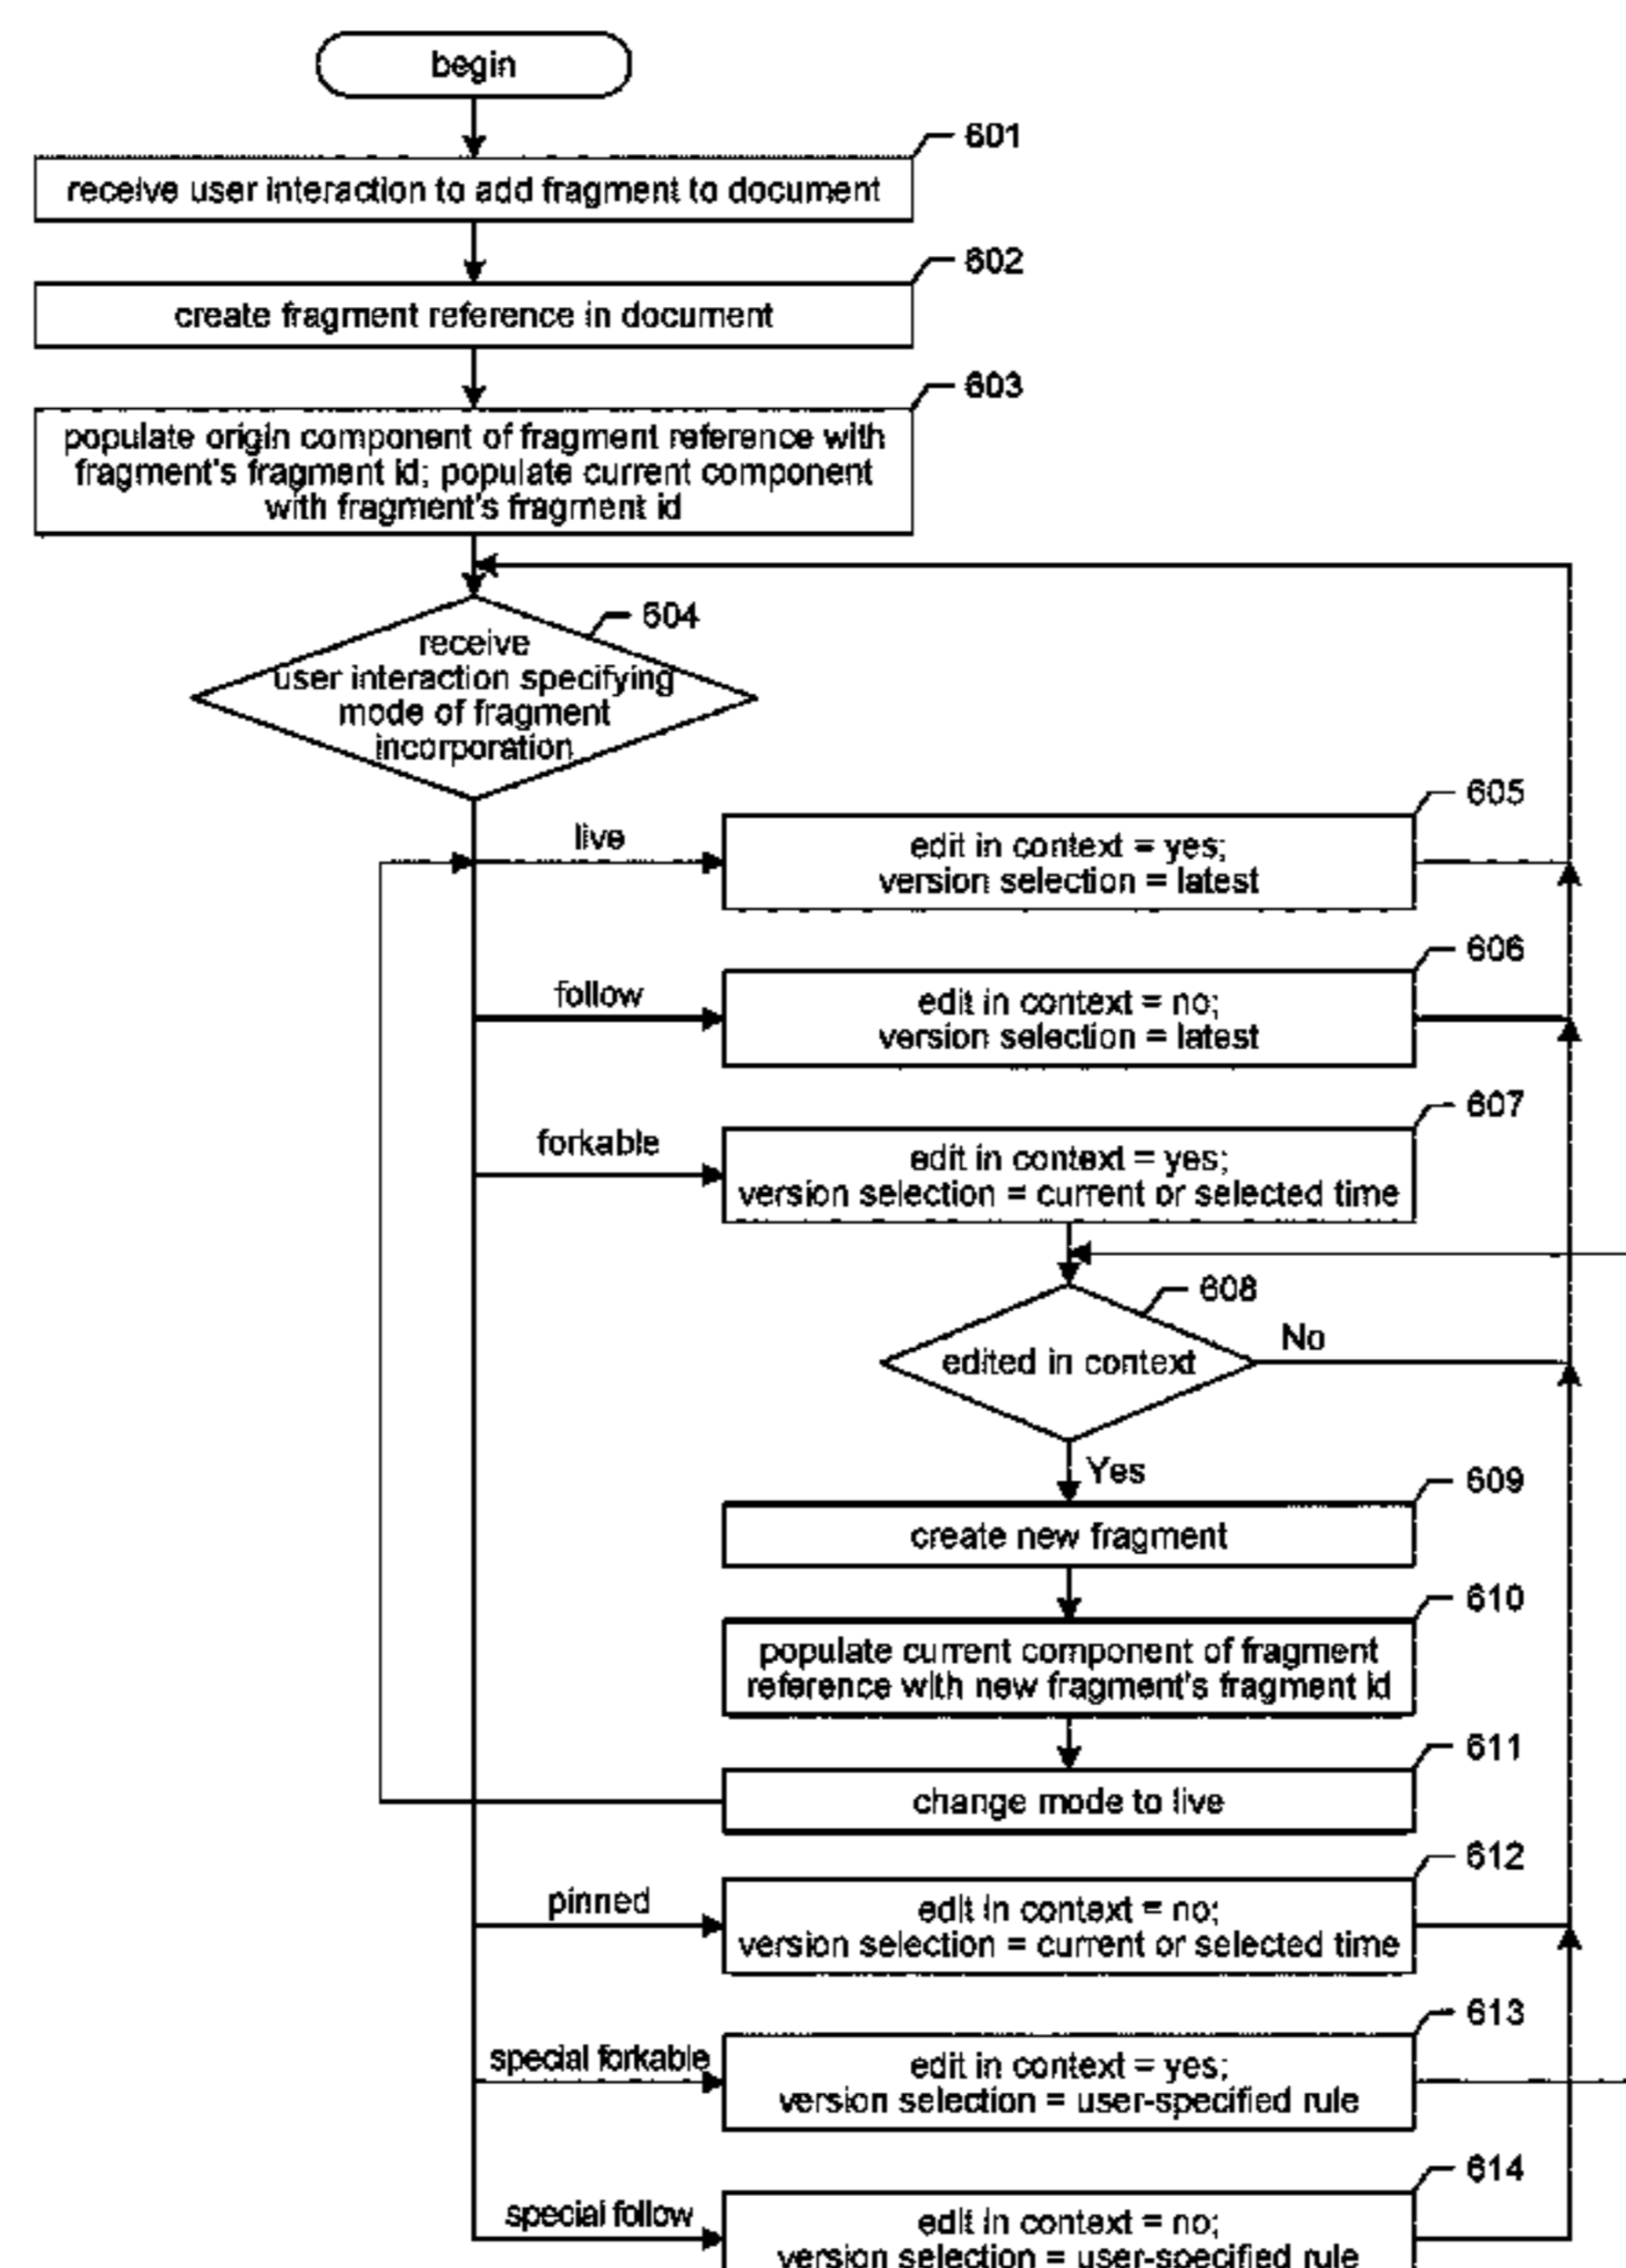 begin
601
receive user interaction to add fragment to document
602
create fragment reference in document
603
populate origin component of fragment reference with
fragment's fragment id; populate current component
with fragment's fragment id
604
receive
user interaction specifying
mode of fragment
incorporation
605
live
edit in context = yes;
version selection = latest
606
follow
edit in context = no;
version selection = latest
607
forkable
edit in context = yes;
version selection = current or selected time
608
edited in context
No
Yes
609
create new fragment
610
populate current component of fragment
reference with new fragment's fragment id
611
change mode to live
612
pinned
edit in context = no;
version selection = current or selected time
613
special forkable
edit in context = yes;
version selection = user-specified rule
614
special follow
edit in context = no;
version selection = user-specified rule